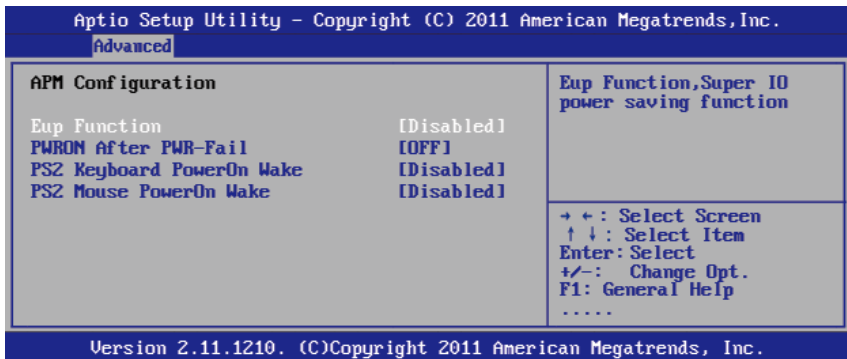 Aptio Setup Utility - Copyright (C) 2011 American Megatrends,Inc.
Advanced
APM Configuration
Eup Function [Disabled]
PWRON After PWR-Fail [OFF]
PS2 Keyboard PowerOn Wake [Disabled]
PS2 Mouse PowerOn Wake [Disabled]
Eup Function,Super IO
power saving function
→ ←: Select Screen
↑ ↓: Select Item
Enter: Select
+/-: Change Opt.
F1: General Help
.....
Version 2.11.1210. (C)Copyright 2011 American Megatrends, Inc.